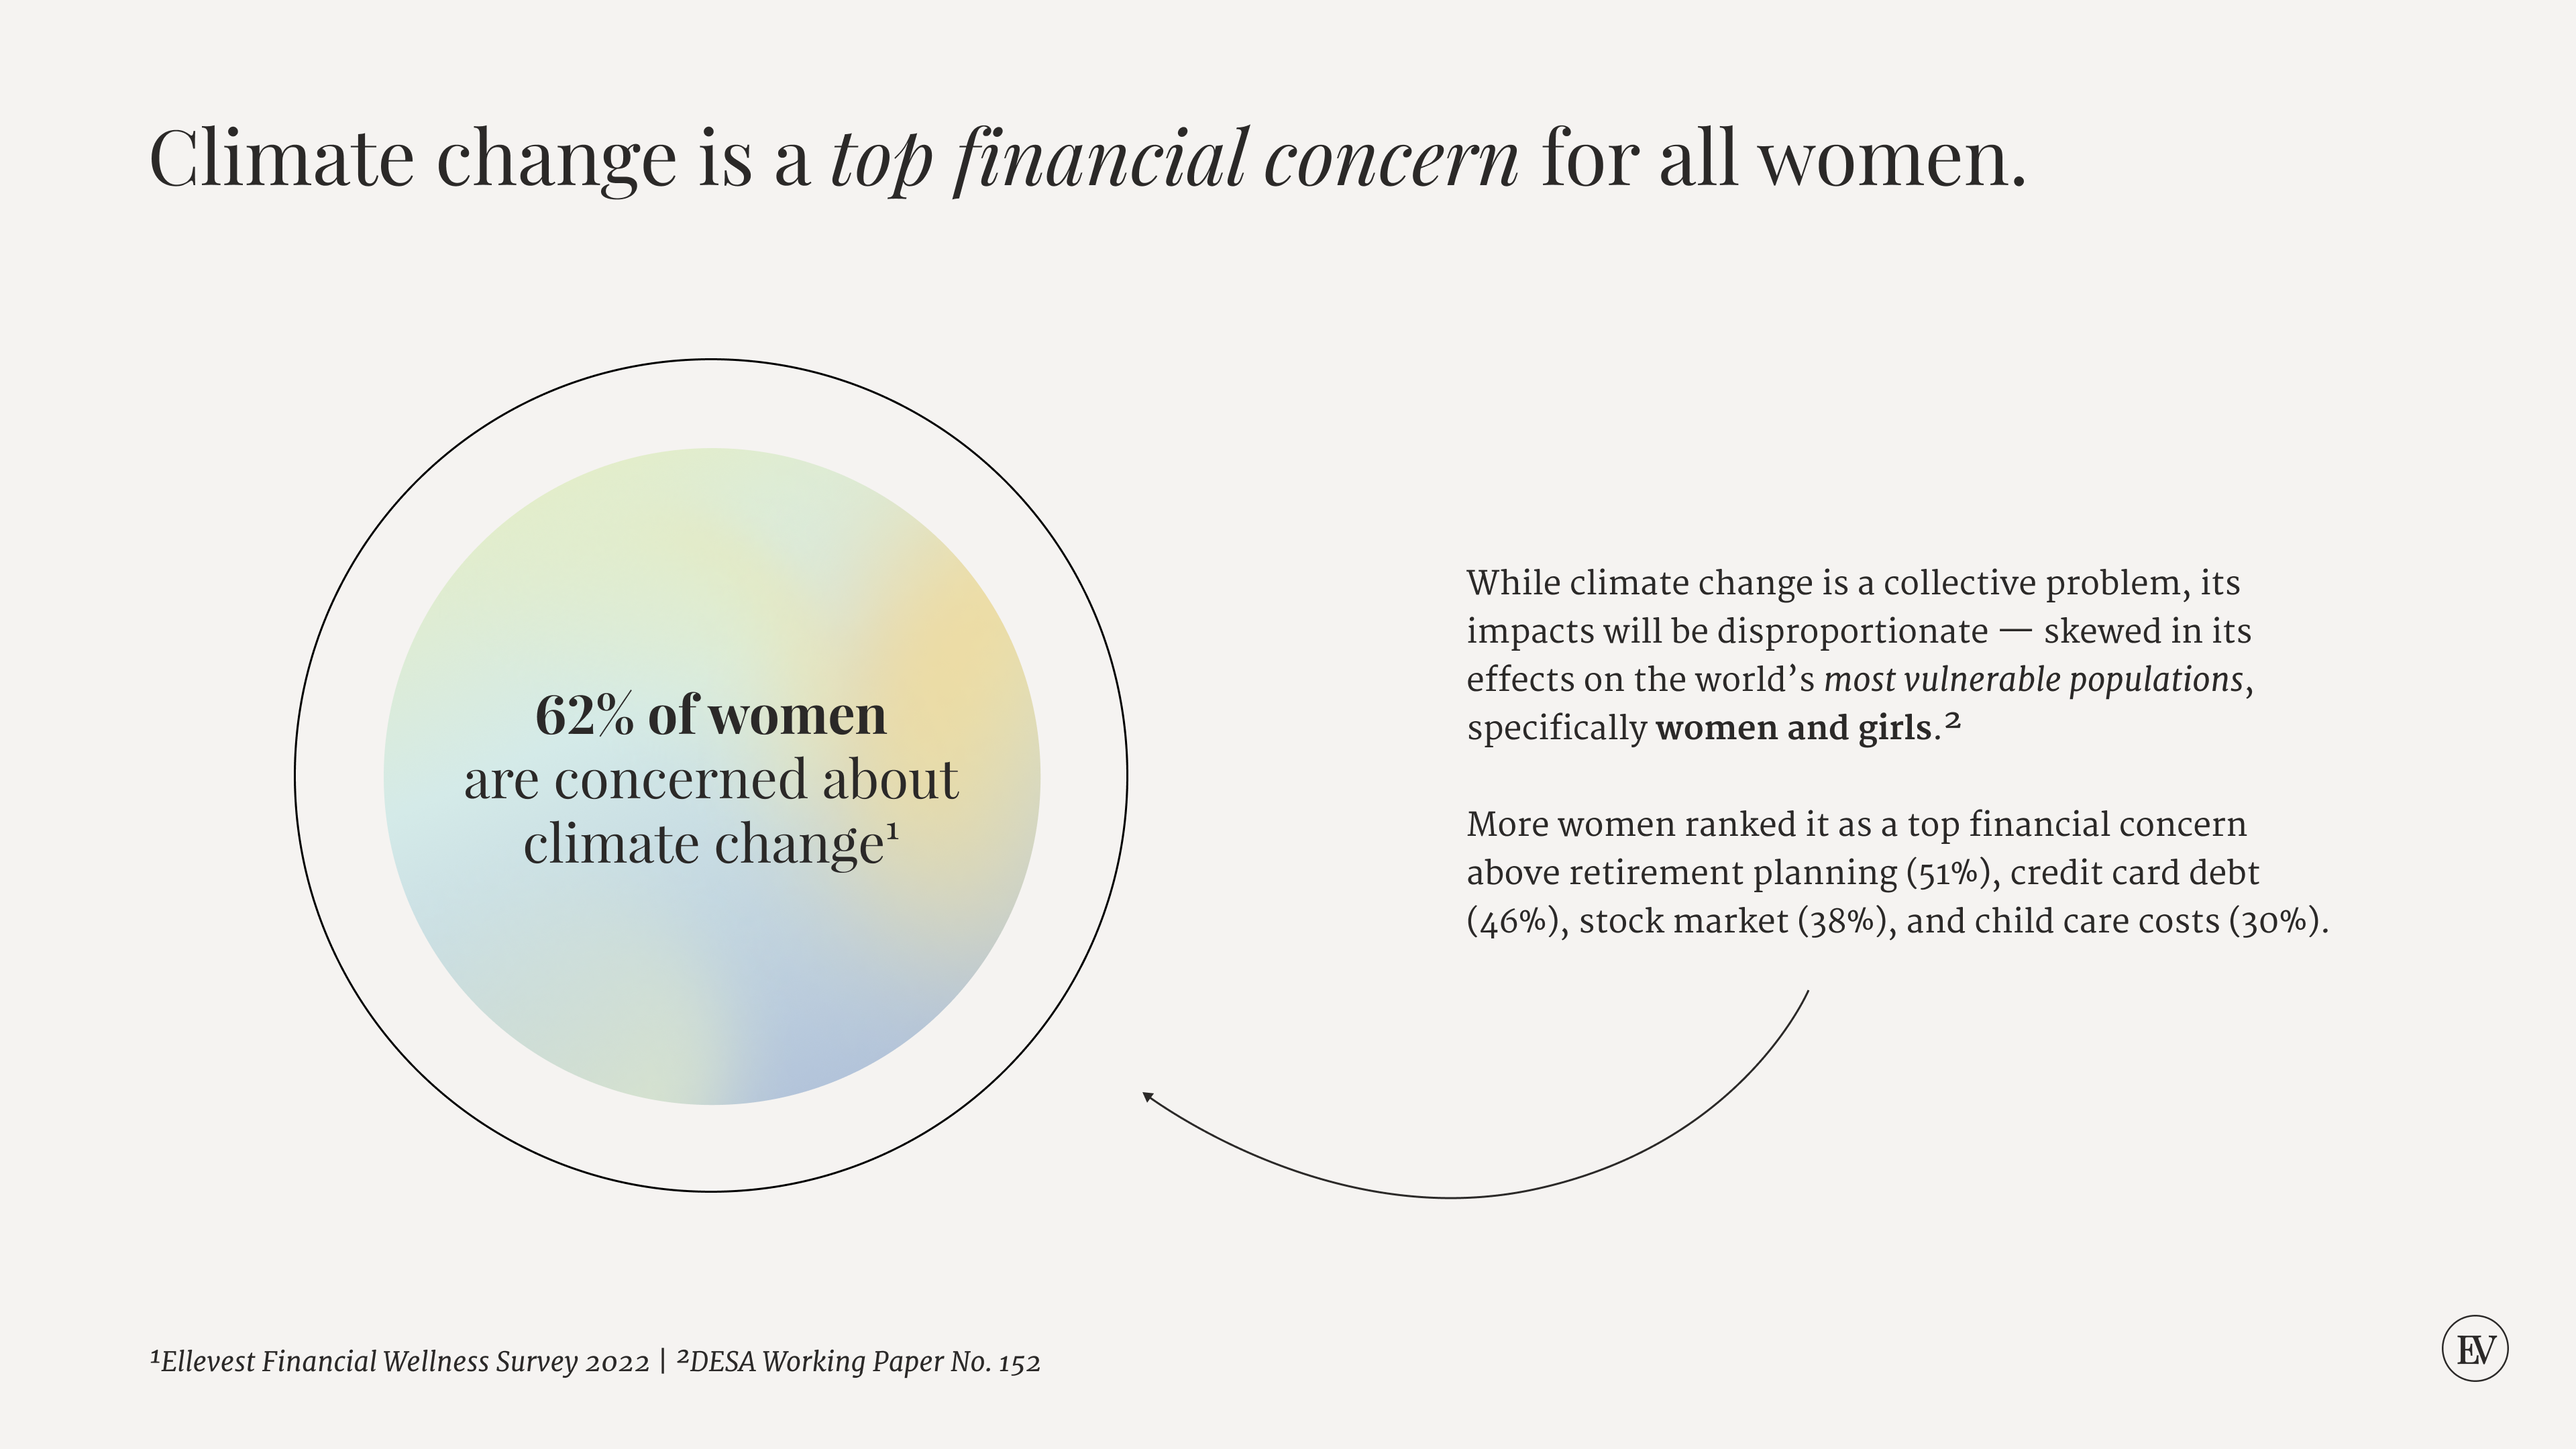 Climate change is a top financial concern for all women.
62% of women
are concerned about
climate change¹
While climate change is a collective problem, its
impacts will be disproportionate — skewed in its
effects on the world’s most vulnerable populations,
specifically women and girls.²
More women ranked it as a top financial concern
above retirement planning (51%), credit card debt
(46%), stock market (38%), and child care costs (30%).
¹Ellevest Financial Wellness Survey 2022 | ²DESA Working Paper No. 152
EV